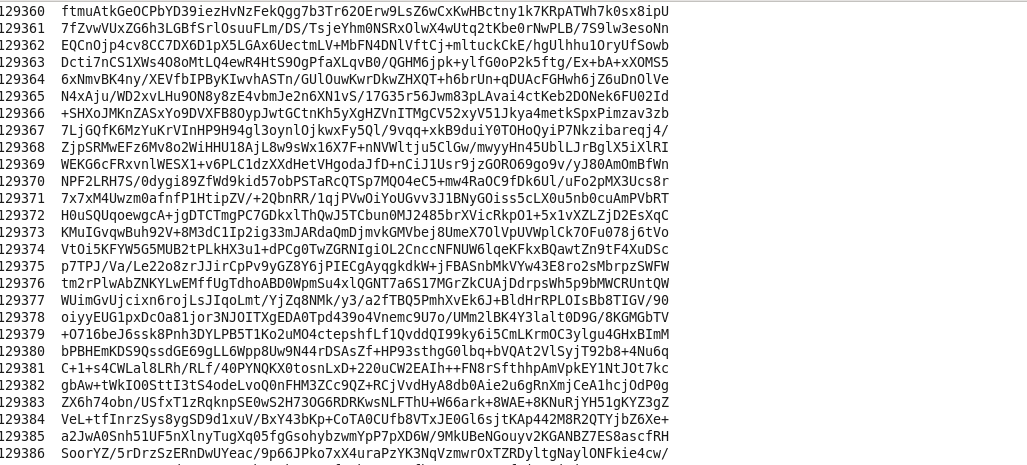 129360 ftmuAtkGeOCPbYD39iezHvNzFekQgg7b3Tr62OErw9LsZ6wCxKwHBctny1k7KRpATWh7k0sx8ipU
129361 7fZvwVUxZG6h3LGBfSrlOsuuFLm/DS/TsjeYhm0NSRxOlwX4wUtq2tKbe0rNwPLB/7S9lw3esoNn
129362 EQCnOjp4cv8CC7DX6D1pX5LGAx6UectmLV+MbFN4DNlVftCj+mltuckCkE/hgUlhhu1OryUfSowb
129363 Dcti7nCS1XWs4O8oMtLQ4ewR4HtS9OgPfaXLqvB0/QGHM6jpk+ylfG0oP2k5ftg/Ex+bA+xXOMS5
129364 6xNmvBK4ny/XEVfbIPByKIwvhASTn/GUlOuwKwrDkwZHXQT+h6brUn+qDUAcFGHwh6jZ6uDnOlVe
129365 N4xAju/WD2xvLHu9ON8y8zE4vbmJe2n6XN1vS/17G35r56Jwm83pLAvai4ctKeb2DONek6FU02Id
129366 +SHXoJMKnZASxYo9DVXFB8OypJwtGCtnKh5yXgHZVnITMgCV52xyV51Jkya4metkSpxPimzav3zb
129367 7LjGQfK6MzYuKrVInHP9H94gl3oynlOjkwxFy5Ql/9vqq+xkB9duiY0TOHoQyiP7Nkzibareqj4/
129368 ZjpSRMwEFz6Mv8o2WiHHU18AjL8w9sWx16X7F+nNVWltju5ClGw/mwyyHn45UblLJrBglX5iXlRI
129369 WEKG6cFRxvnlWESX1+v6PLC1dzXXdHetVHgodaJfD+nCiJ1Usr9jzGORO69go9v/yJ80AmOmBfWn
129370 NPF2LRH7S/0dygi89ZfWd9kid57obPSTaRcQTSp7MQO4eC5+mw4RaOC9fDk6Ul/uFo2pMX3Ucs8r
129371 7x7xM4Uwzm0afnfP1HtipZV/+2QbnRR/1qjPVwOiYoUGvv3J1BNyGOiss5cLX0u5nb0cuAmPVbRT
129372 H0uSQUqoewgcA+jgDTCTmgPC7GDkxlThQwJ5TCbun0MJ2485brXVicRkpO1+5x1vXZLZjD2EsXqC
129373 KMuIGvqwBuh92V+8M3dC1Ip2ig33mJARdaQmDjmvkGMVbej8UmeX7OlVpUVWplCk7OFu078j6tVo
129374 VtOi5KFYW5G5MUB2tPLkHX3u1+dPCg0TwZGRNIgiOL2CnccNFNUW6lqeKFkxBQawtZn9tF4XuDSc
129375 p7TPJ/Va/Le22o8zrJJirCpPv9yGZ8Y6jPIECgAyqgkdkW+jFBASnbMkVYw43E8ro2sMbrpzSWFW
129376 tm2rPlwAbZNKYLwEMffUgTdhoABD0WpmSu4xlQGNT7a6S17MGrZkCUAjDdrpsWh5p9bMWCRUntQW
129377 WUimGvUjcixn6rojLsJIqoLmt/YjZq8NMk/y3/a2fTBQ5PmhXvEk6J+BldHrRPLOIsBb8TIGV/90
129378 oiyyEUG1pxDcOa81jor3NJOITXgEDA0Tpd439o4Vnemc9U7o/UMm2lBK4Y3lalt0D9G/8KGMGbTV
129379 +O716beJ6ssk8Pnh3DYLPB5T1Ko2uMO4ctepshfLf1QvddQI99ky6i5CmLKrmOC3ylgu4GHxBImM
129380 bPBHEmKDS9QssdGE69gLL6Wpp8Uw9N44rDSAsZf+HP93sthgG0lbq+bVQAt2VlSyjT92b8+4Nu6q
129381 C+1+s4CWLal8LRh/RLf/40PYNQKX0tosnLxD+220uCW2EAIh++FN8rSfthhpAmVpkEY1NtJOt7kc
129382 gbAw+tWkIO0SttI3tS4odeLvoQ0nFHM3ZCc9QZ+RCjVvdHyA8db0Aie2u6gRnXmjCeA1hcjOdP0g
129383 ZX6h74obn/USfxT1zRqknpSE0wS2H73OG6RDRKwsNLFThU+W66ark+8WAE+8KNuRjYH51gKYZ3gZ
129384 VeL+tfInrzSys8ygSD9d1xuV/BxY43bKp+CoTA0CUfb8VTxJE0Gl6sjtKAp442M8R2QTYjbZ6Xe+
129385 a2JwA0Snh51UF5nXlnyTugXq05fgGsohybzwmYpP7pXD6W/9MkUBeNGouyv2KGANBZ7ES8ascfRH
129386 SoorYZ/5rDrzSzERnDwUYeac/9p66JPko7xX4uraPzYK3NqVzmwrOxTZRDyltgNaylONFkie4cw/